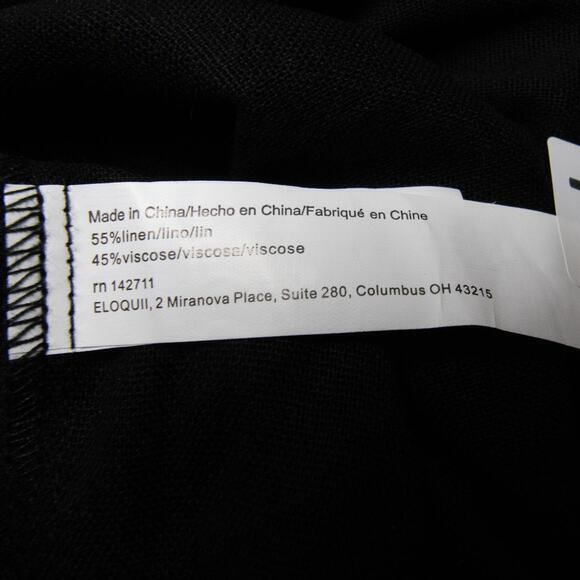 Made in China/Hecho en China/Fabriqué en Chine
55%linen/lino/lin
45%viscose/viscosa/viscose
rn 142711
ELOQUII, 2 Miranova Place, Suite 280, Columbus OH 43215